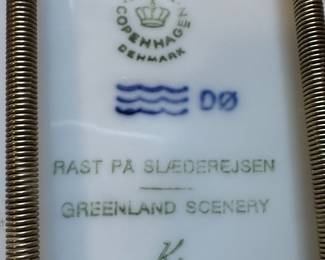 COPENHAGEN
DENMARK
DØ
RAST PÅ SLÆDEREJSEN
GREENLAND SCENERY
K.